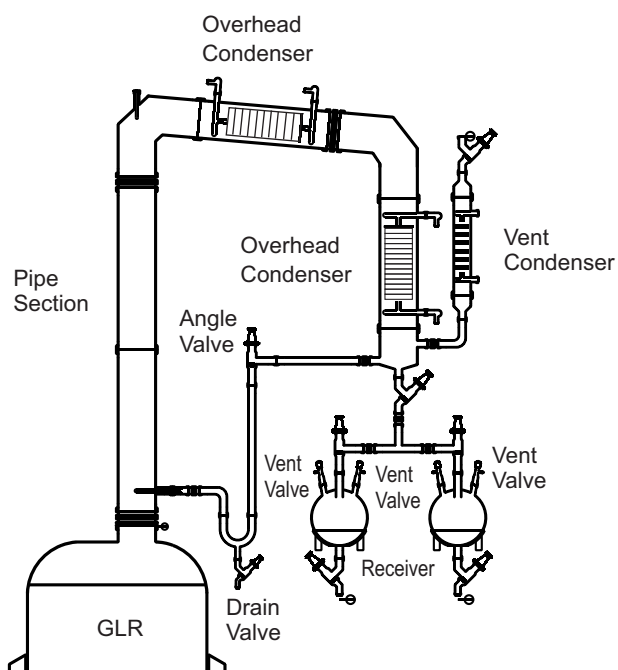 Overhead
Condenser
Overhead
Condenser
Vent
Condenser
Pipe
Section
Angle
Valve
Vent
Valve
Vent
Valve
Vent
Valve
Receiver
Drain
Valve
GLR